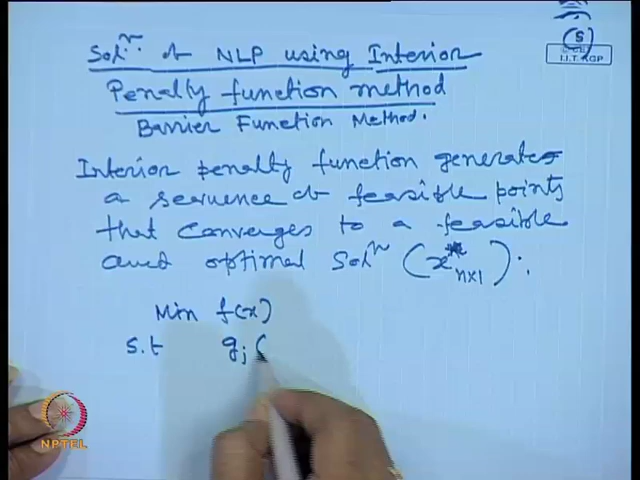 Solⁿ. of NLP using Interior
Penalty function method
Barrier Function Method.
Interior penalty function generates
a sequence of feasible points
that converges to a feasible
and optimal Solⁿ (x*ₙₓ₁).
Min f(x)
s.t gⱼ (
5
I.I.T. KGP
NPTEL